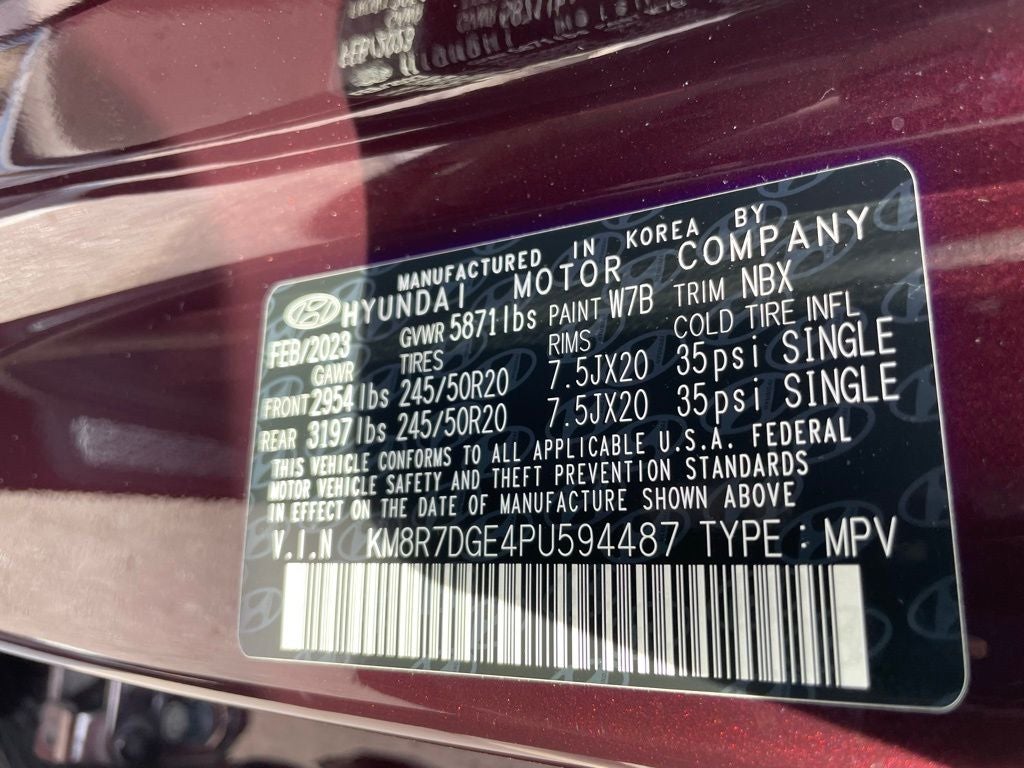 MANUFACTURED IN KOREA BY
HYUNDAI MOTOR COMPANY
FEB/2023 GVWR 5871lbs PAINT W7B TRIM NBX
GAWR TIRES RIMS COLD TIRE INFL
FRONT 2954lbs 245/50R20 7.5JX20 35psi SINGLE
REAR 3197lbs 245/50R20 7.5JX20 35psi SINGLE
THIS VEHICLE CONFORMS TO ALL APPLICABLE U.S.A. FEDERAL
MOTOR VEHICLE SAFETY AND THEFT PREVENTION STANDARDS
IN EFFECT ON THE DATE OF MANUFACTURE SHOWN ABOVE
V.I.N KM8R7DGE4PU594487 TYPE : MPV